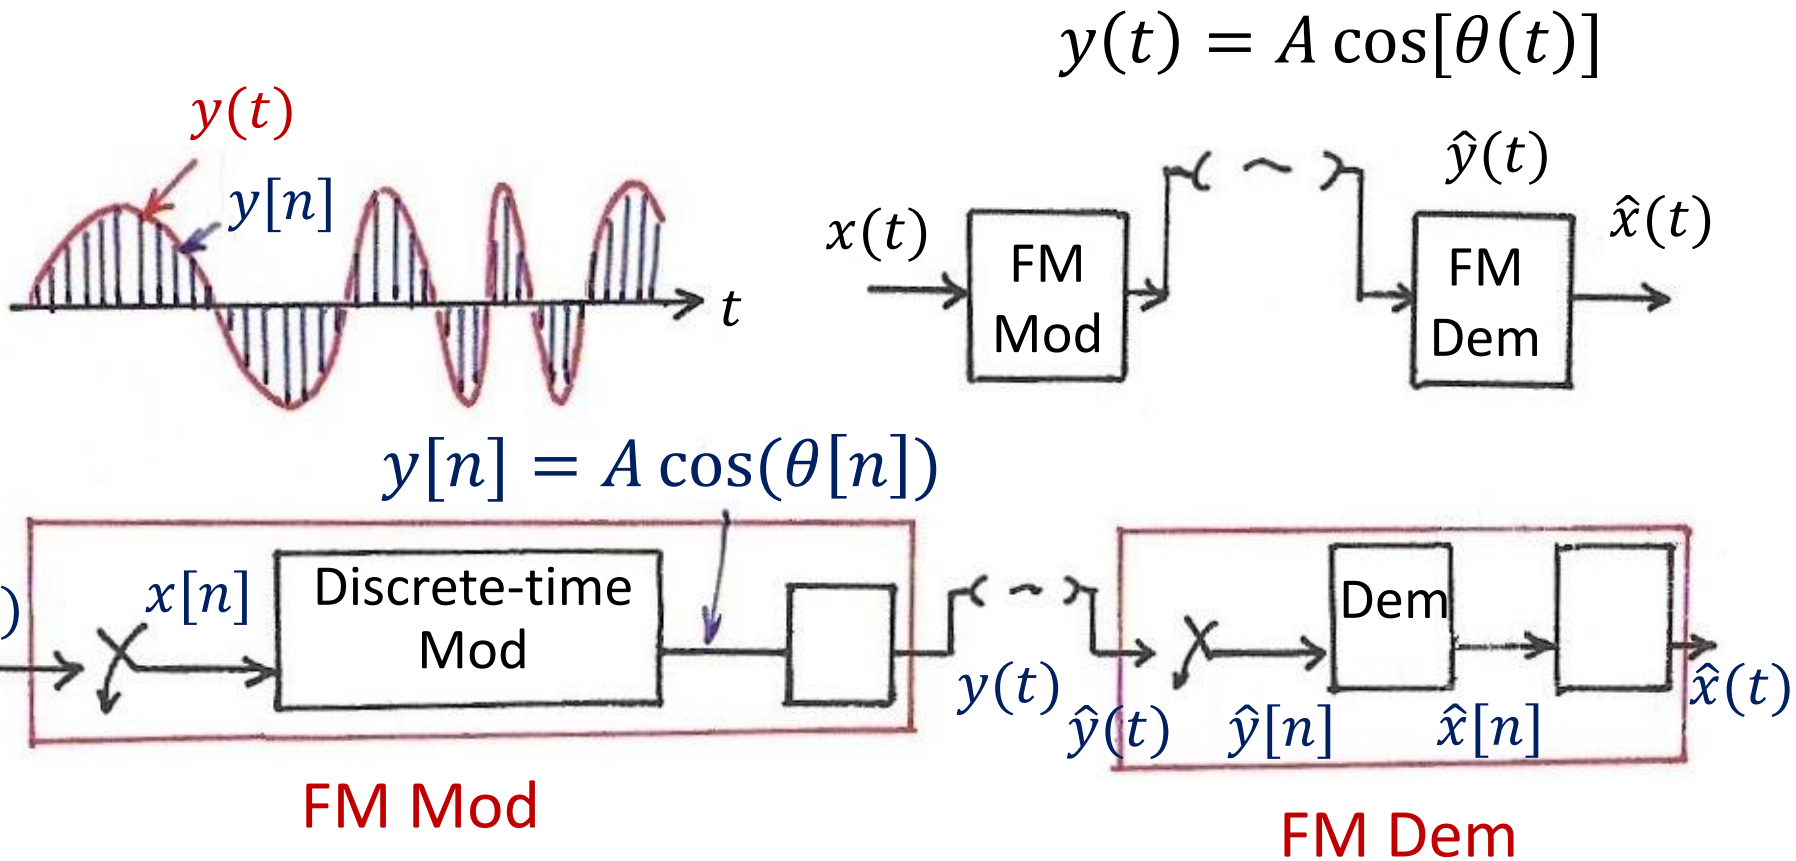 y(t) = A cos[θ(t)]
y(t)
y[n]
t
x(t)
FM
Mod
ŷ(t)
FM
Dem
x̂(t)
y[n] = A cos(θ[n])
)
x[n]
Discrete-time
Mod
y(t)
ŷ(t)
Dem
ŷ[n]
x̂[n]
x̂(t)
FM Mod
FM Dem